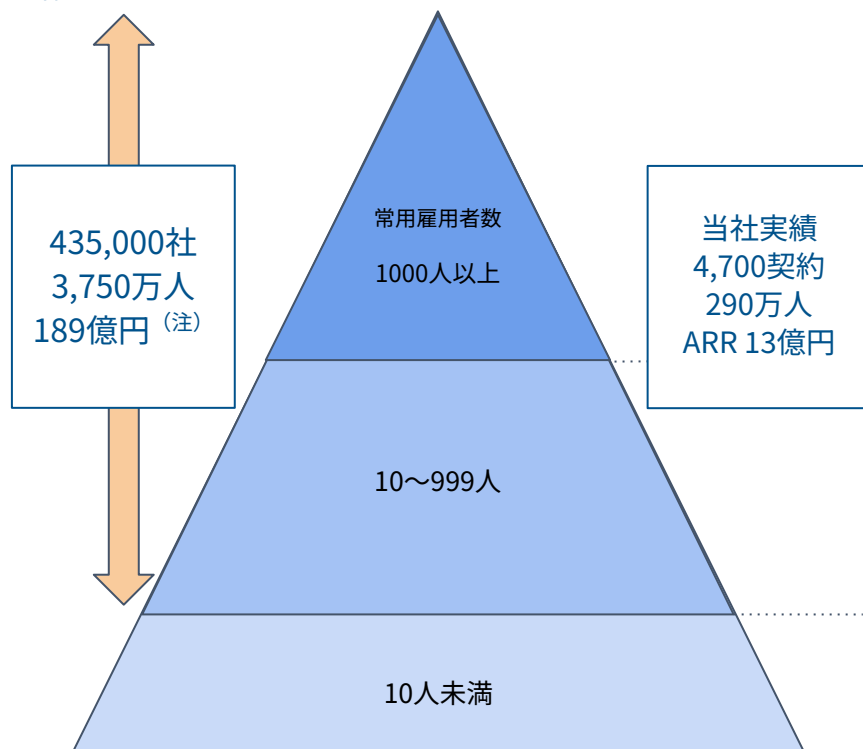 435,000社
3,750万人
189億円（注）
常用雇用者数
1000人以上
10〜999人
10人未満
当社実績
4,700契約
290万人
ARR 13億円